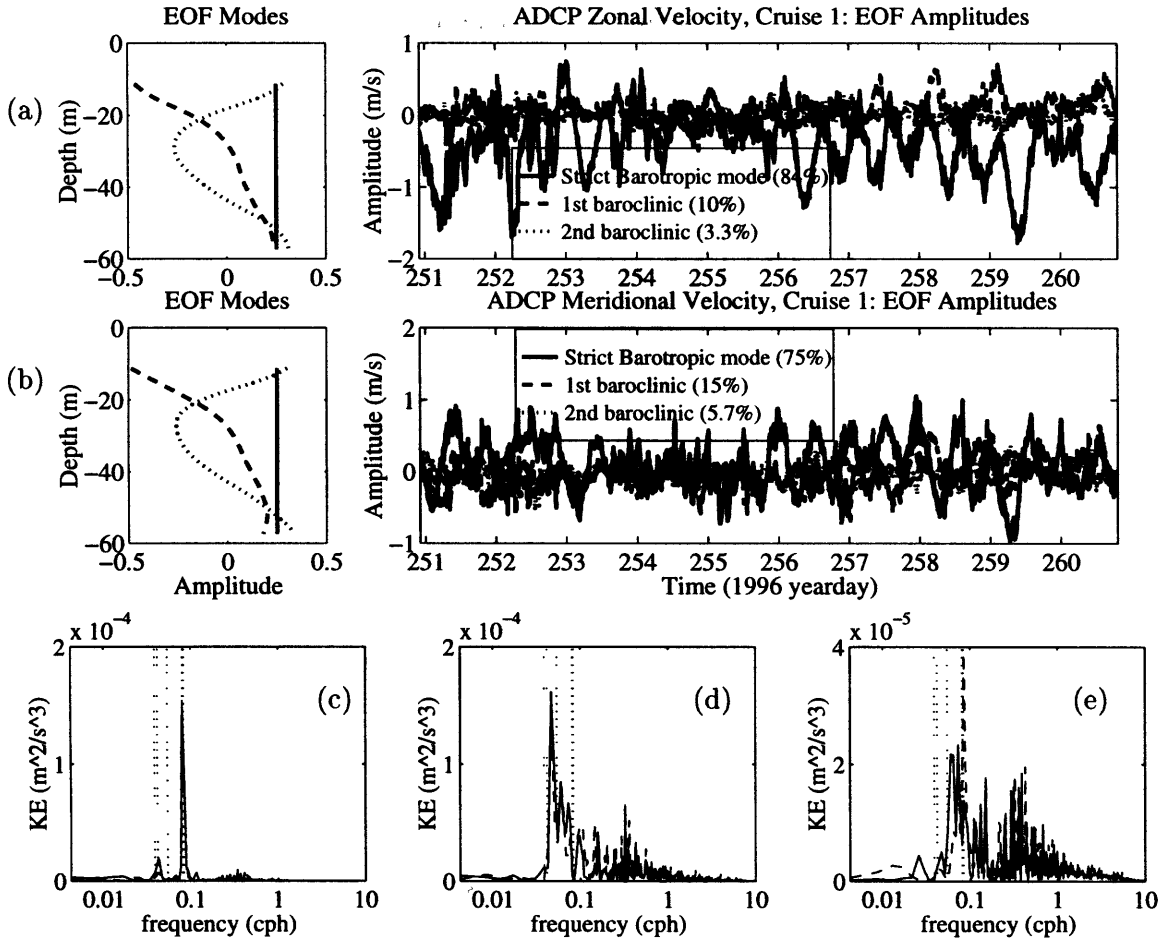 EOF Modes
ADCP Zonal Velocity, Cruise 1: EOF Amplitudes
(a)
Depth (m)
0
−20
−40
−60
−0.5 0 0.5
Amplitude (m/s)
1
0
−1
−2
Strict Barotropic mode (84%)
1st baroclinic (10%)
2nd baroclinic (3.3%)
251 252 253 254 255 256 257 258 259 260
EOF Modes
ADCP Meridional Velocity, Cruise 1: EOF Amplitudes
(b)
Depth (m)
0
−20
−40
−60
−0.5 0 0.5
Amplitude
Amplitude (m/s)
2
1
0
−1
Strict Barotropic mode (75%)
1st baroclinic (15%)
2nd baroclinic (5.7%)
251 252 253 254 255 256 257 258 259 260
Time (1996 yearday)
x 10^−4
2
1
0
KE (m^2/s^3)
(c)
0.01 0.1 1 10
frequency (cph)
x 10^−4
2
1
0
KE (m^2/s^3)
(d)
0.01 0.1 1 10
frequency (cph)
x 10^−5
4
2
0
KE (m^2/s^3)
(e)
0.01 0.1 1 10
frequency (cph)